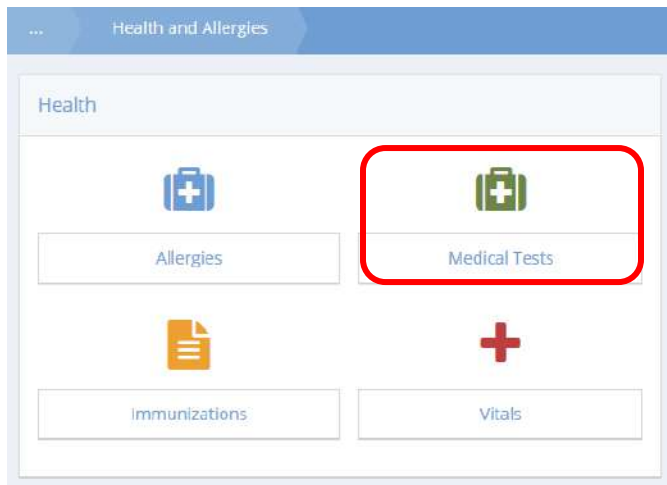 ... Health and Allergies
Health
Allergies Medical Tests
Immunizations Vitals